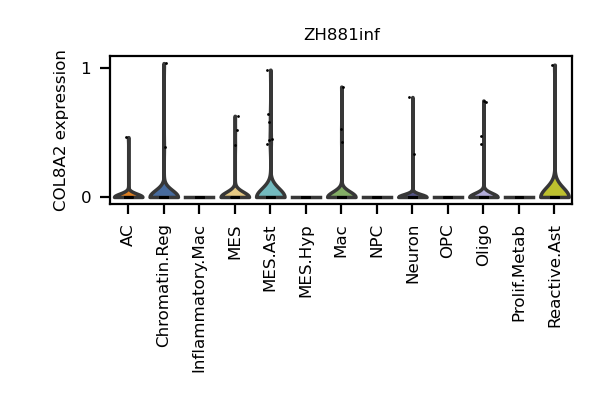 ZH881inf
COL8A2 expression
1
0
AC
Chromatin.Reg
Inflammatory.Mac
MES
MES.Ast
MES.Hyp
Mac
NPC
Neuron
OPC
Oligo
Prolif.Metab
Reactive.Ast